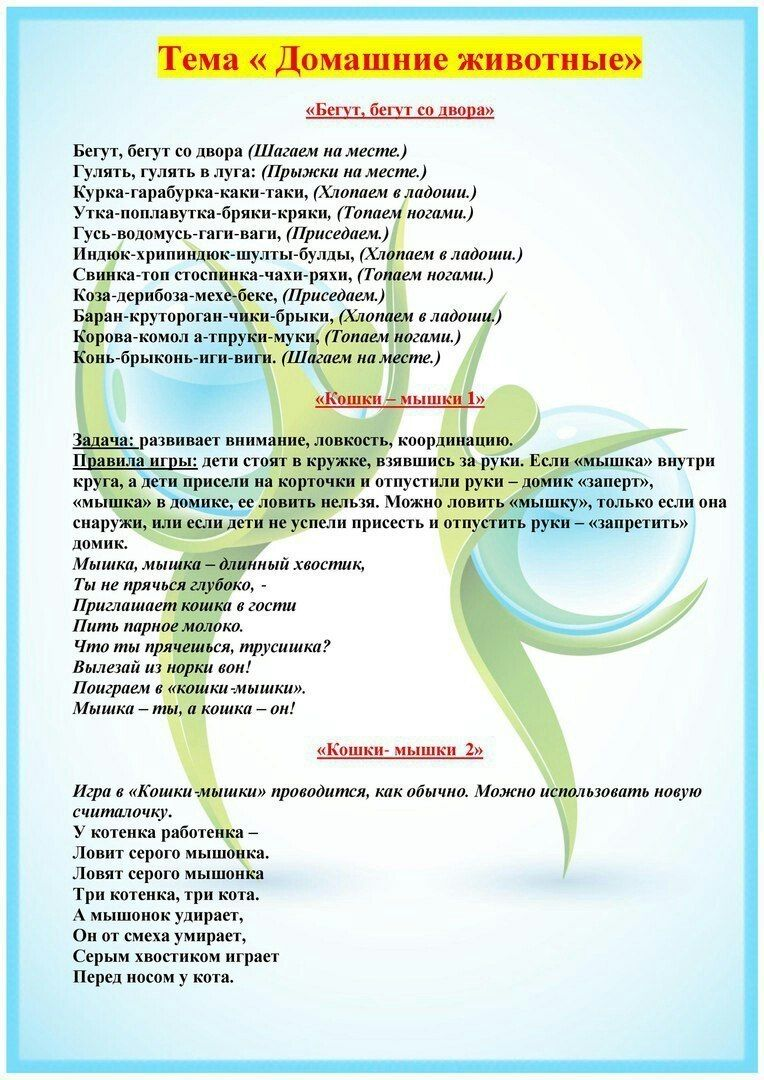 Тема « Домашние животные»
«Бегут, бегут со двора»
Бегут, бегут со двора (Шагаем на месте.)
Гулять, гулять в луга: (Прыжки на месте.)
Курка-гарабурка-каки-таки, (Хлопаем в ладоши.)
Утка-поплавутка-бряки-кряки, (Топаем ногами.)
Гусь-водомусь-гаги-ваги, (Приседаем.)
Индюк-хрипиндюк-шулты-булды, (Хлопаем в ладоши.)
Свинка-топ стоспинка-чахи-ряхи, (Топаем ногами.)
Коза-дерибоза-мехе-беке, (Приседаем.)
Баран-крутороган-чики-брыки, (Хлопаем в ладоши.)
Корова-комол а-тпруки-муки, (Топаем ногами.)
Конь-брыконь-иги-виги. (Шагаем на месте.)
«Кошки – мышки 1»
Задача: развивает внимание, ловкость, координацию.
Правила игры: дети стоят в кружке, взявшись за руки. Если «мышка» внутри
круга, а дети присели на корточки и отпустили руки – домик «заперт»,
«мышка» в домике, ее ловить нельзя. Можно ловить «мышку», только если она
снаружи, или если дети не успели присесть и отпустить руки – «запретить»
домик.
Мышка, мышка – длинный хвостик,
Ты не прячься глубоко, -
Приглашает кошка в гости
Пить парное молоко.
Что ты прячешься, трусишка?
Вылезай из норки вон!
Поиграем в «кошки-мышки».
Мышка – ты, а кошка – он!
«Кошки- мышки 2»
Игра в «Кошки-мышки» проводится, как обычно. Можно использовать новую
считалочку.
У котенка работенка –
Ловит серого мышонка.
Ловят серого мышонка
Три котенка, три кота.
А мышонок удирает,
Он от смеха умирает,
Серым хвостиком играет
Перед носом у кота.